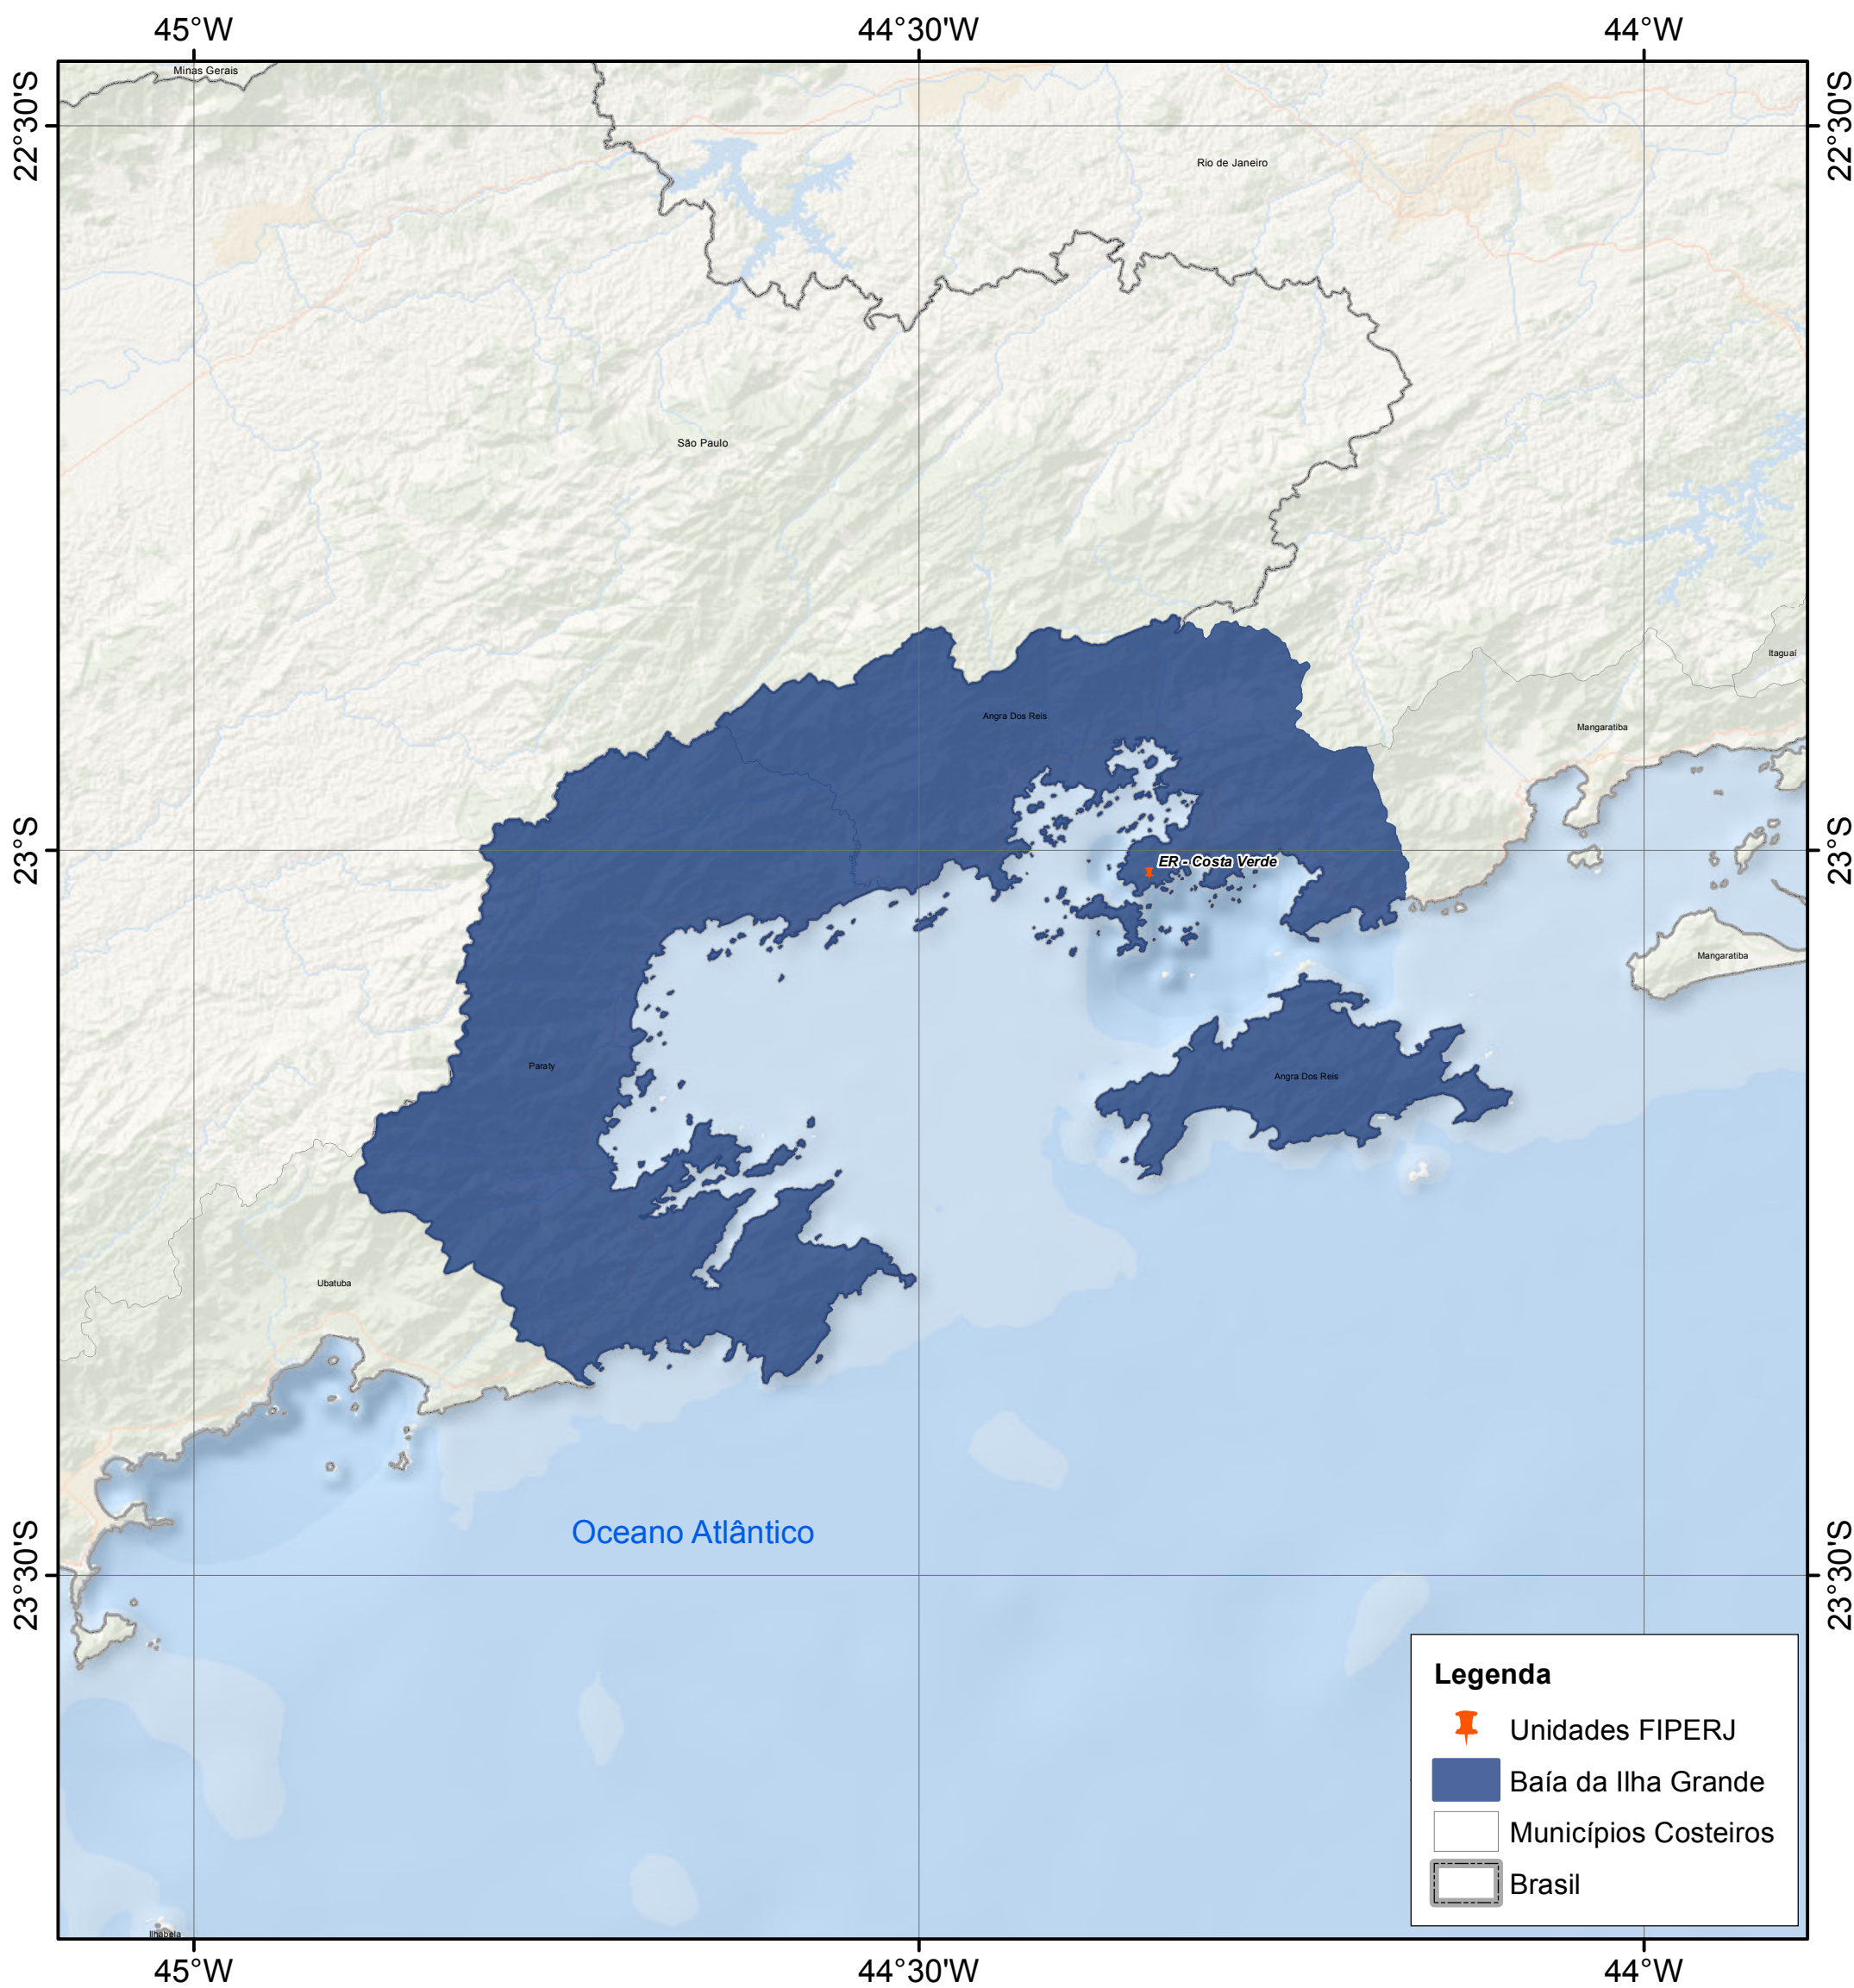 45°W
44°30'W
44°W
22°30'S
22°30'S
Minas Gerais
Rio de Janeiro
São Paulo
Itaguaí
Angra Dos Reis
Mangaratiba
23°S
23°S
ER - Costa Verde
Mangaratiba
Paraty
Angra Dos Reis
Ubatuba
Oceano Atlântico
23°30'S
23°30'S
Legenda
Unidades FIPERJ
Baía da Ilha Grande
Municípios Costeiros
Brasil
Ilhabela
45°W
44°30'W
44°W